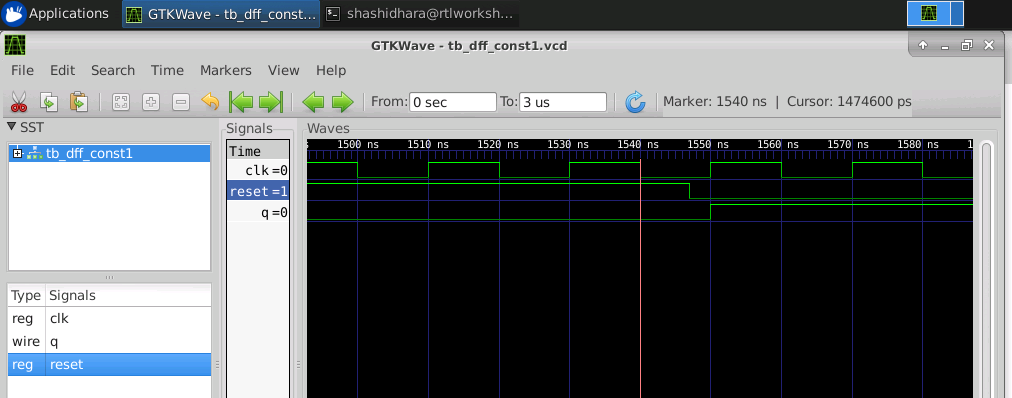 Applications GTKWave - tb_dff_const... shashidhara@rtlworksh...
GTKWave - tb_dff_const1.vcd
File Edit Search Time Markers View Help
From: 0 sec To: 3 us Marker: 1540 ns | Cursor: 1474600 ps
SST
tb_dff_const1
Type Signals
reg clk
wire q
reg reset
Signals
Time
clk=0
reset=1
q=0
Waves
s 1500 ns 1510 ns 1520 ns 1530 ns 1540 ns 1550 ns 1560 ns 1570 ns 1580 ns 1